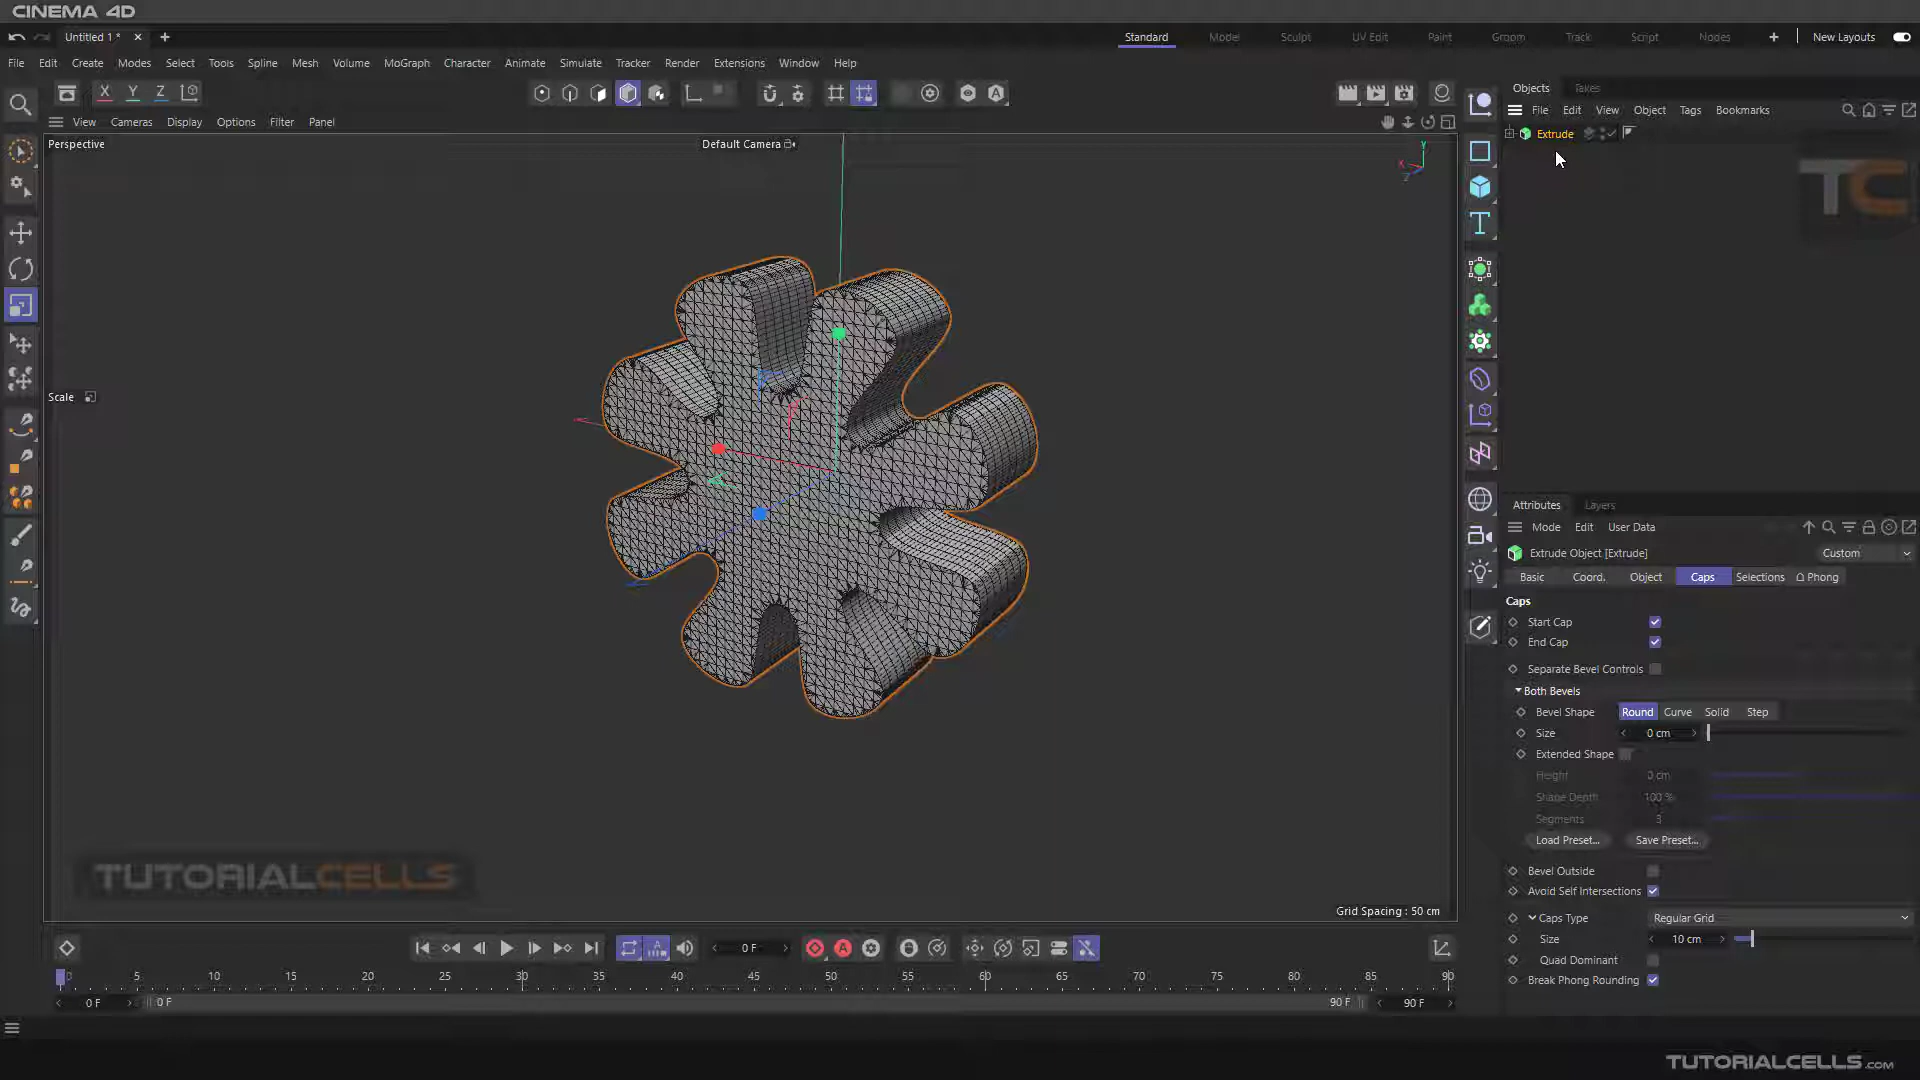 CINEMA 4D
Untitled 1 *
Standard Model Sculpt UV Edit Paint Groom Track Script Nodes New Layouts
File Edit Create Modes Select Tools Spline Mesh Volume MoGraph Character Animate Simulate Tracker Render Extensions Window Help
X Y Z
Objects Takes
File Edit View Object Tags Bookmarks
View Cameras Display Options Filter Panel
Extrude
Perspective
Default Camera
Y
X
Z
TC
Scale
Attributes Layers
Mode Edit User Data
Extrude Object [Extrude] Custom
Basic Coord. Object Caps Selections Phong
Caps
Start Cap
End Cap
Separate Bevel Controls
Both Bevels
Bevel Shape Round Curve Solid Step
Size 0 cm
Extended Shape
Height 0 cm
Shape Depth 100 %
Segments 3
Load Preset... Save Preset...
Bevel Outside
Avoid Self Intersections
Caps Type Regular Grid
Size 10 cm
Quad Dominant
Break Phong Rounding
TUTORIALCELLS
Grid Spacing : 50 cm
0 F
0 5 10 15 20 25 30 35 40 45 50 55 60 65 70 75 80 85 90
0 F 0 F 90 F 90 F
TUTORIALCELLS.COM